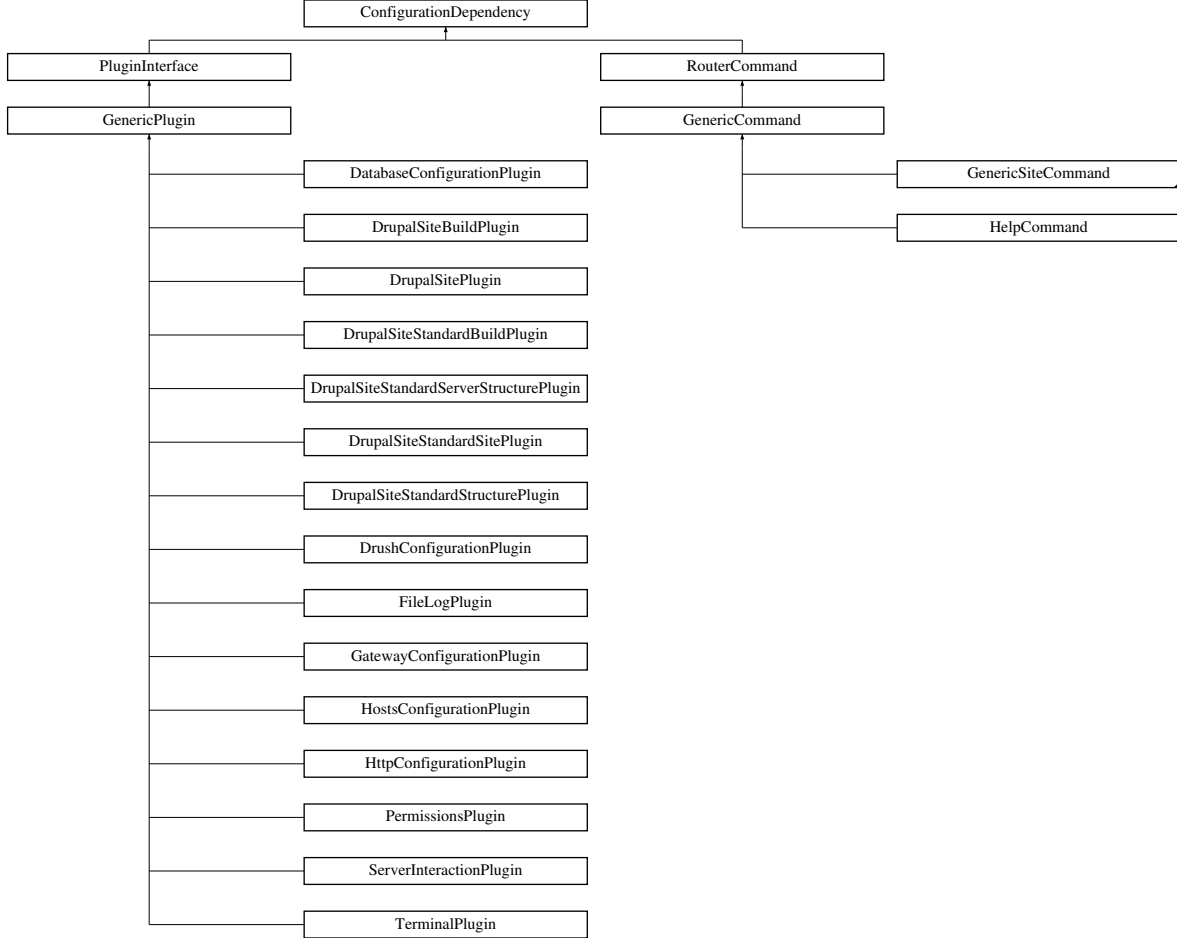 ConfigurationDependency
PluginInterface
RouterCommand
GenericPlugin
GenericCommand
DatabaseConfigurationPlugin
GenericSiteCommand
DrupalSiteBuildPlugin
HelpCommand
DrupalSitePlugin
DrupalSiteStandardBuildPlugin
DrupalSiteStandardServerStructurePlugin
DrupalSiteStandardSitePlugin
DrupalSiteStandardStructurePlugin
DrushConfigurationPlugin
FileLogPlugin
GatewayConfigurationPlugin
HostsConfigurationPlugin
HttpConfigurationPlugin
PermissionsPlugin
ServerInteractionPlugin
TerminalPlugin